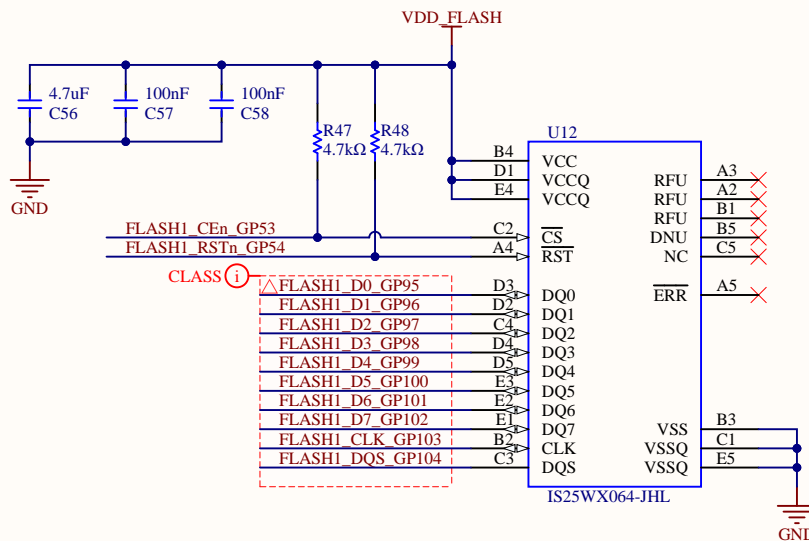 VDD_FLASH
4.7uF
C56
100nF
C57
100nF
C58
R47
4.7kΩ
R48
4.7kΩ
GND
U12
B4 VCC
D1 VCCQ
E4 VCCQ
FLASH1_CEn_GP53 C2 CS
FLASH1_RSTn_GP54 A4 RST
CLASS i
FLASH1_D0_GP95 D3 DQ0
FLASH1_D1_GP96 D2 DQ1
FLASH1_D2_GP97 C4 DQ2
FLASH1_D3_GP98 D4 DQ3
FLASH1_D4_GP99 D5 DQ4
FLASH1_D5_GP100 E3 DQ5
FLASH1_D6_GP101 E2 DQ6
FLASH1_D7_GP102 E1 DQ7
FLASH1_CLK_GP103 B2 CLK
FLASH1_DQS_GP104 C3 DQS
RFU A3
RFU A2
RFU B1
DNU B5
NC C5
ERR A5
VSS B3
VSSQ C1
VSSQ E5
IS25WX064-JHL
GND